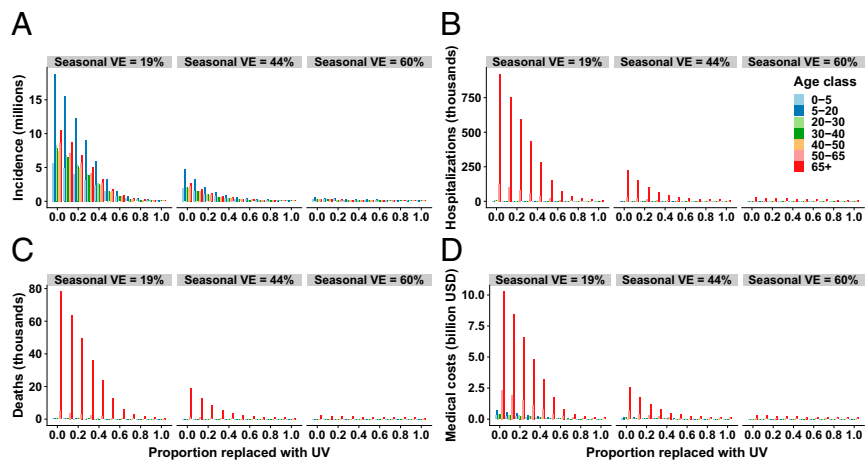 A
Seasonal VE = 19% Seasonal VE = 44% Seasonal VE = 60%
Incidence (millions)
15
10
5
0
0.0 0.2 0.4 0.6 0.8 1.0 0.0 0.2 0.4 0.6 0.8 1.0 0.0 0.2 0.4 0.6 0.8 1.0
B
Seasonal VE = 19% Seasonal VE = 44% Seasonal VE = 60%
Hospitalizations (thousands)
750
500
250
0
0.0 0.2 0.4 0.6 0.8 1.0 0.0 0.2 0.4 0.6 0.8 1.0 0.0 0.2 0.4 0.6 0.8 1.0
Age class
0−5
5−20
20−30
30−40
40−50
50−65
65+
C
Seasonal VE = 19% Seasonal VE = 44% Seasonal VE = 60%
Deaths (thousands)
80
60
40
20
0
0.0 0.2 0.4 0.6 0.8 1.0 0.0 0.2 0.4 0.6 0.8 1.0 0.0 0.2 0.4 0.6 0.8 1.0
Proportion replaced with UV
D
Seasonal VE = 19% Seasonal VE = 44% Seasonal VE = 60%
Medical costs (billion USD)
10.0
7.5
5.0
2.5
0.0
0.0 0.2 0.4 0.6 0.8 1.0 0.0 0.2 0.4 0.6 0.8 1.0 0.0 0.2 0.4 0.6 0.8 1.0
Proportion replaced with UV